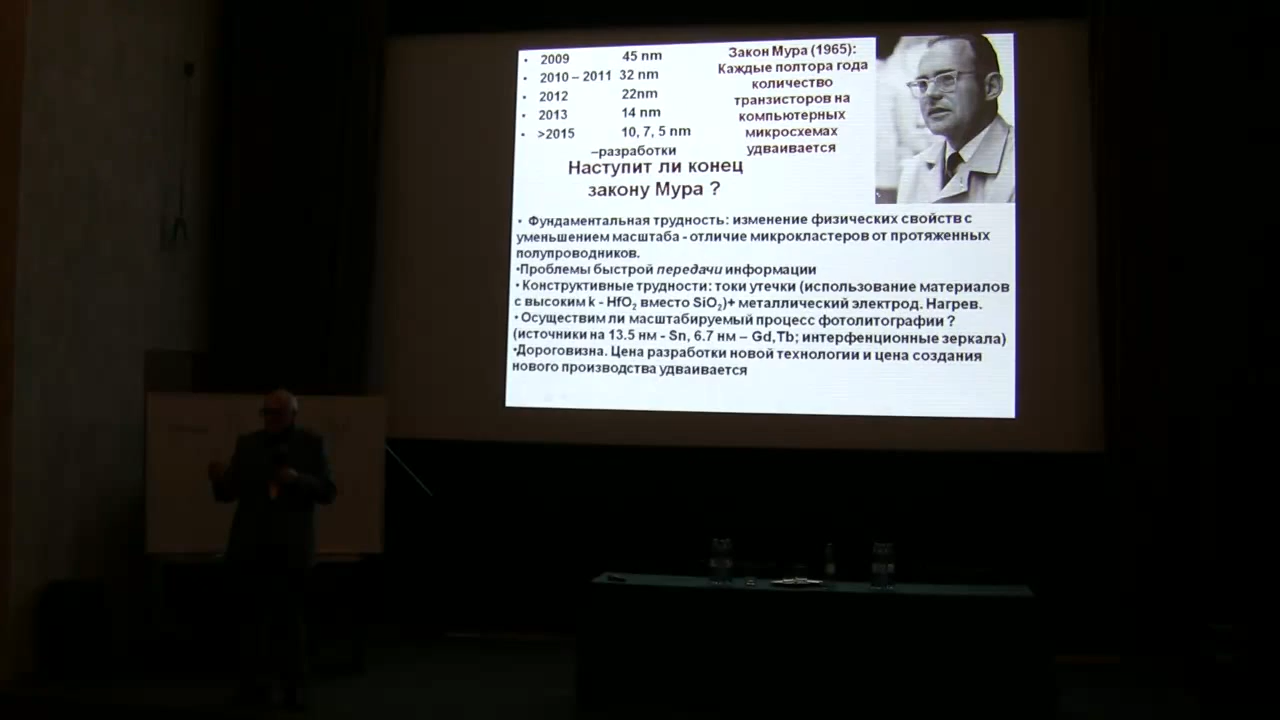 • 2009 45 nm
• 2010 – 2011 32 nm
• 2012 22nm
• 2013 14 nm
• >2015 10, 7, 5 nm
–разработки
Закон Мура (1965):
Каждые полтора года
количество
транзисторов на
компьютерных
микросхемах
удваивается
Наступит ли конец
закону Мура ?
• Фундаментальная трудность: изменение физических свойств с
уменьшением масштаба - отличие микрокластеров от протяженных
полупроводников.
•Проблемы быстрой передачи информации
• Конструктивные трудности: токи утечки (использование материалов
с высоким k - HfO₂ вместо SiO₂)+ металлический электрод. Нагрев.
• Осуществим ли масштабируемый процесс фотолитографии ?
(источники на 13.5 нм - Sn, 6.7 нм – Gd,Tb; интерфенционные зеркала)
•Дороговизна. Цена разработки новой технологии и цена создания
нового производства удваивается